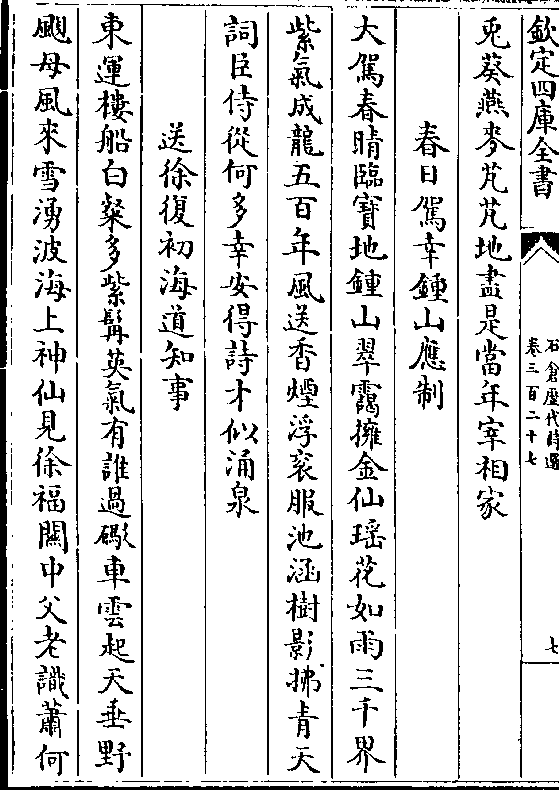 欽定四庫全書
石倉歷代詩選
卷三百二十七
七
兎葵燕麥芃芃地盡是當年宰相家
春日駕幸鍾山應制
大駕春晴臨寳地鍾山翠靄擁金仙瑶花如雨三千界
紫氣成龍五百年風送香煙浮衮服池涵樹影拂青天
詞臣侍從何多幸安得詩才似涌泉
送徐復初海道知事
東運樓船白粲多紫髯英氣有誰過礟車雲起天垂野
颶母風來雪湧波海上神仙見徐福關中父老識蕭何